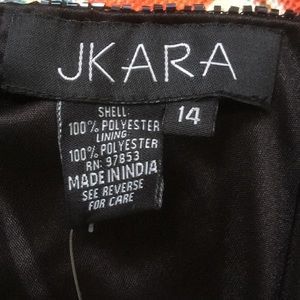 JKARA
SHELL:
100% POLYESTER
LINING:
100% POLYESTER
RN: 97853
MADE IN INDIA
SEE REVERSE
FOR CARE
14